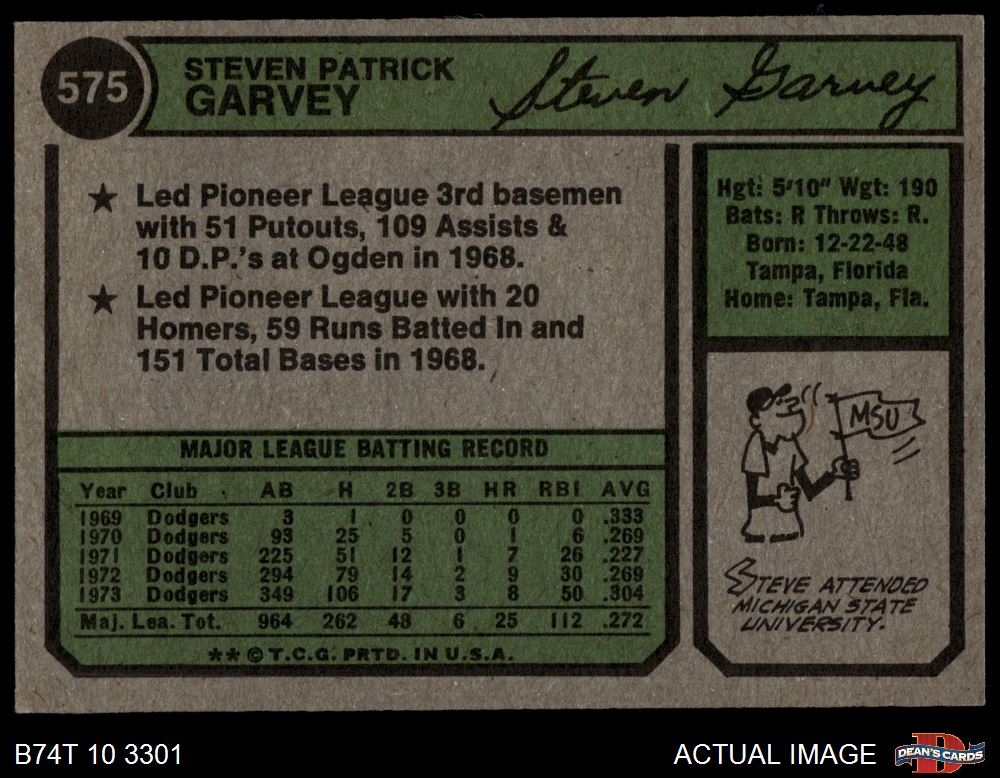 575
STEVEN PATRICK
GARVEY
Steven Garvey
★ Led Pioneer League 3rd basemen
with 51 Putouts, 109 Assists &
10 D.P.'s at Ogden in 1968.
★ Led Pioneer League with 20
Homers, 59 Runs Batted In and
151 Total Bases in 1968.
MAJOR LEAGUE BATTING RECORD
Year Club AB H 2B 3B HR RBI AVG
1969 Dodgers 3 1 0 0 0 0 .333
1970 Dodgers 93 25 5 0 1 6 .269
1971 Dodgers 225 51 12 1 7 26 .227
1972 Dodgers 294 79 14 2 9 30 .269
1973 Dodgers 349 106 17 3 8 50 .304
Maj. Lea. Tot. 964 262 48 6 25 112 .272
** © T.C.G. PRTD. IN U.S.A.
Hgt: 5'10" Wgt: 190
Bats: R Throws: R.
Born: 12-22-48
Tampa, Florida
Home: Tampa, Fla.
MSU
STEVE ATTENDED
MICHIGAN STATE
UNIVERSITY.
B74T 10 3301
ACTUAL IMAGE
D
DEAN'S CARDS